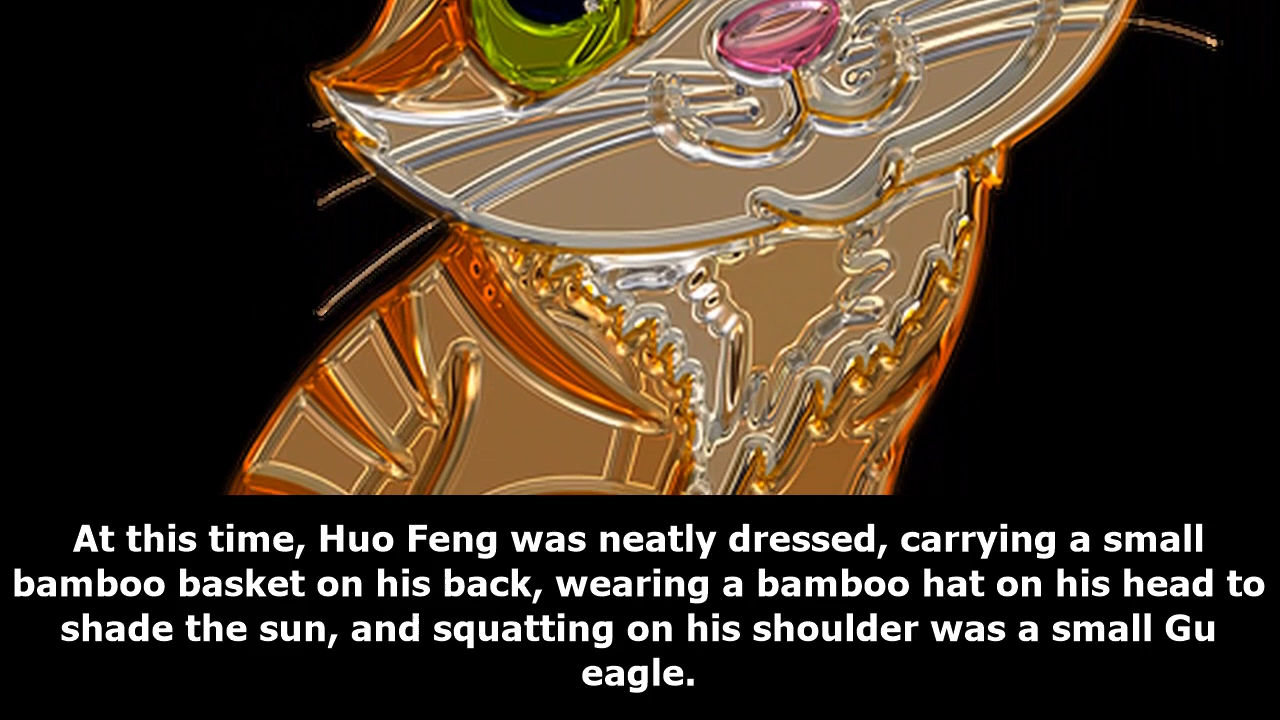 At this time, Huo Feng was neatly dressed, carrying a small
bamboo basket on his back, wearing a bamboo hat on his head to
shade the sun, and squatting on his shoulder was a small Gu
eagle.